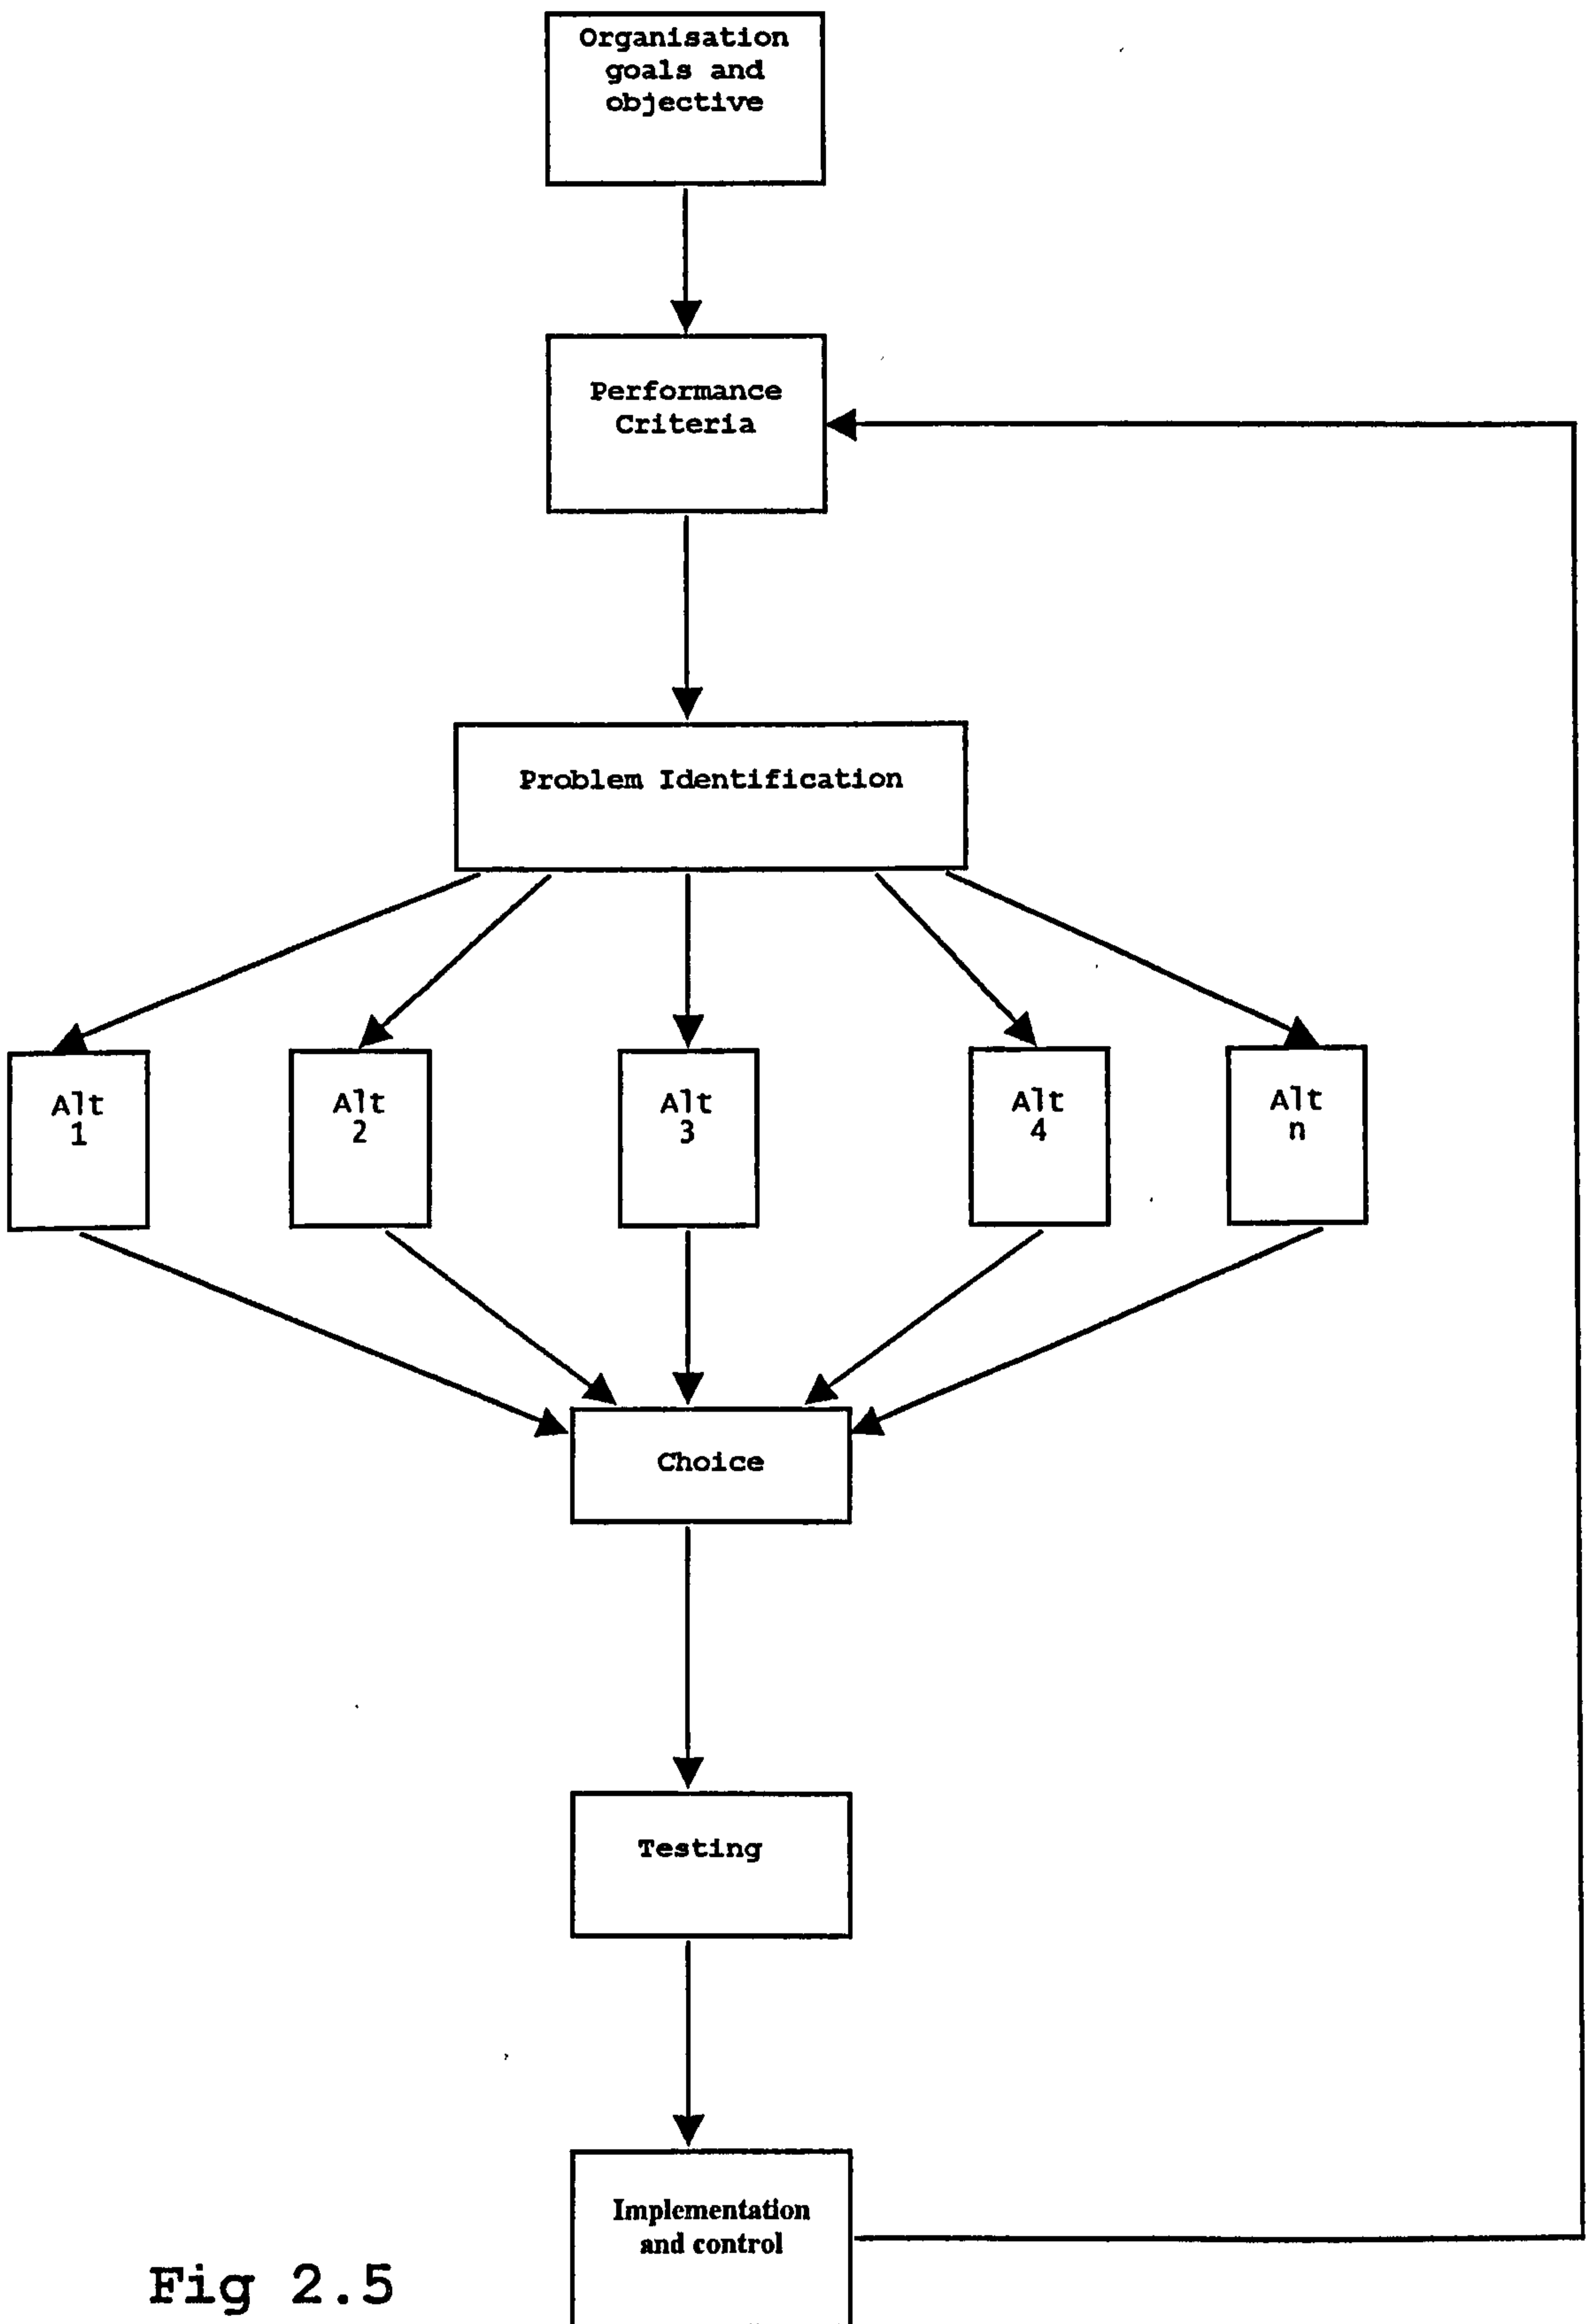 Organisation
goals and
objective
Performance
Criteria
Problem Identification
Alt
1
Alt
2
Alt
3
Alt
4
Alt
n
Choice
Testing
Implementation
and control
Fig 2.5